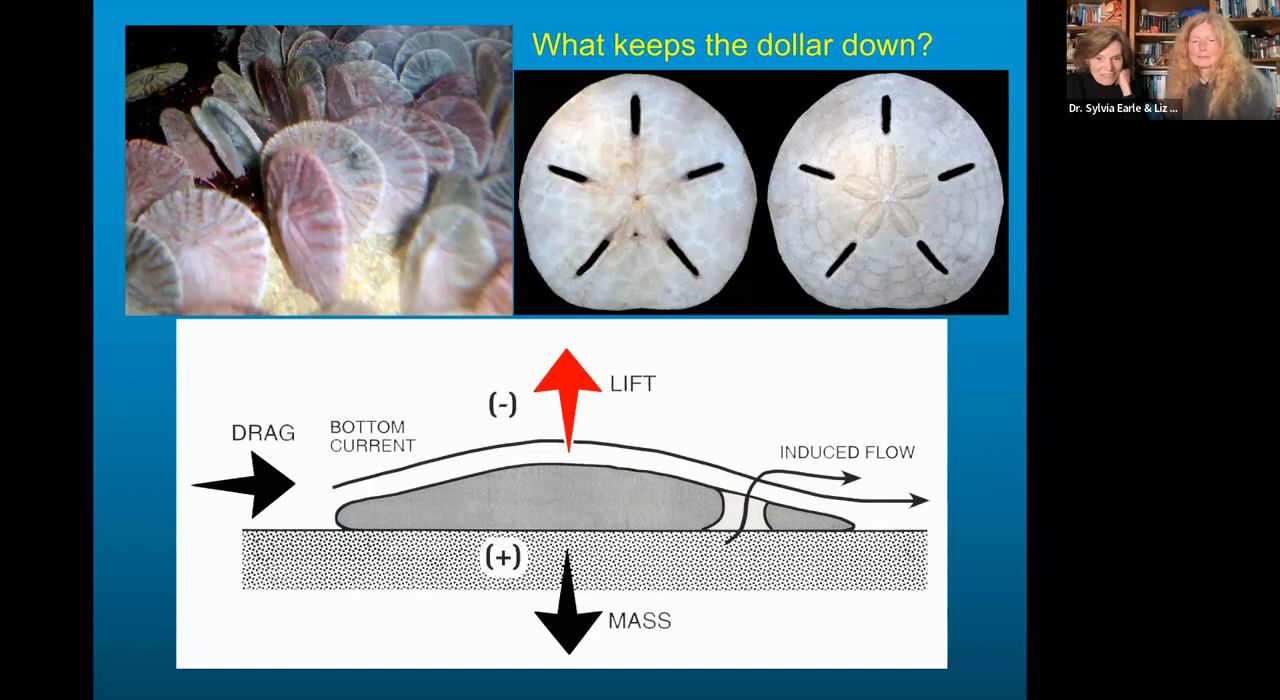 What keeps the dollar down?
Dr. Sylvia Earle & Liz ...
(-)
LIFT
DRAG
BOTTOM
CURRENT
INDUCED FLOW
(+)
MASS